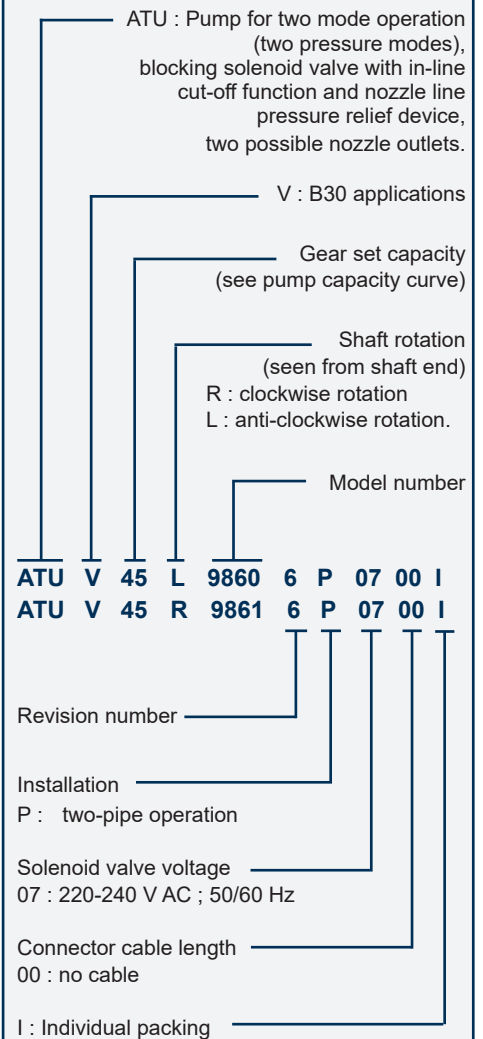 ATU : Pump for two mode operation
(two pressure modes),
blocking solenoid valve with in-line
cut-off function and nozzle line
pressure relief device,
two possible nozzle outlets.
V : B30 applications
Gear set capacity
(see pump capacity curve)
Shaft rotation
(seen from shaft end)
R : clockwise rotation
L : anti-clockwise rotation.
Model number
ATU V 45 L 9860 6 P 07 00 I
ATU V 45 R 9861 6 P 07 00 I
Revision number
Installation
P : two-pipe operation
Solenoid valve voltage
07 : 220-240 V AC ; 50/60 Hz
Connector cable length
00 : no cable
I : Individual packing